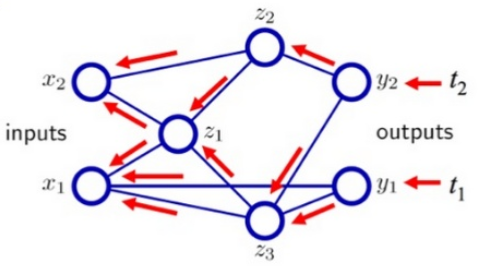 z₂
x₂
y₂
t₂
inputs
z₁
outputs
x₁
y₁
t₁
z₃